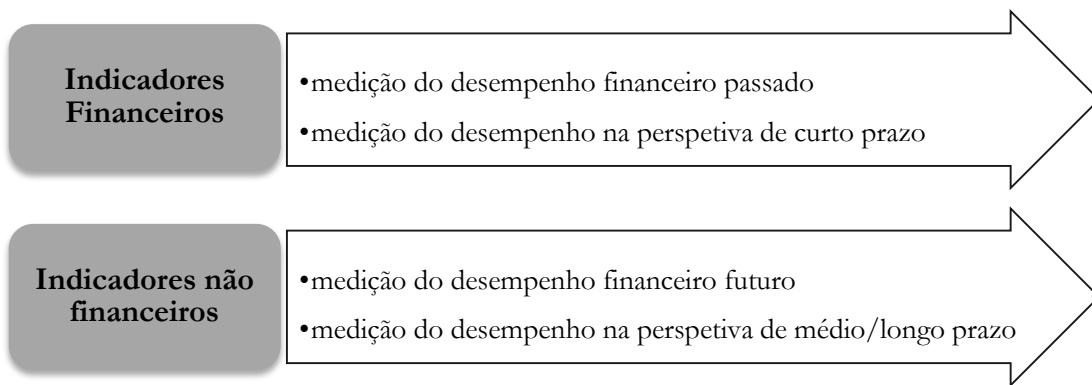 Indicadores
Financeiros
•medição do desempenho financeiro passado
•medição do desempenho na perspetiva de curto prazo
Indicadores não
financeiros
•medição do desempenho financeiro futuro
•medição do desempenho na perspetiva de médio/longo prazo